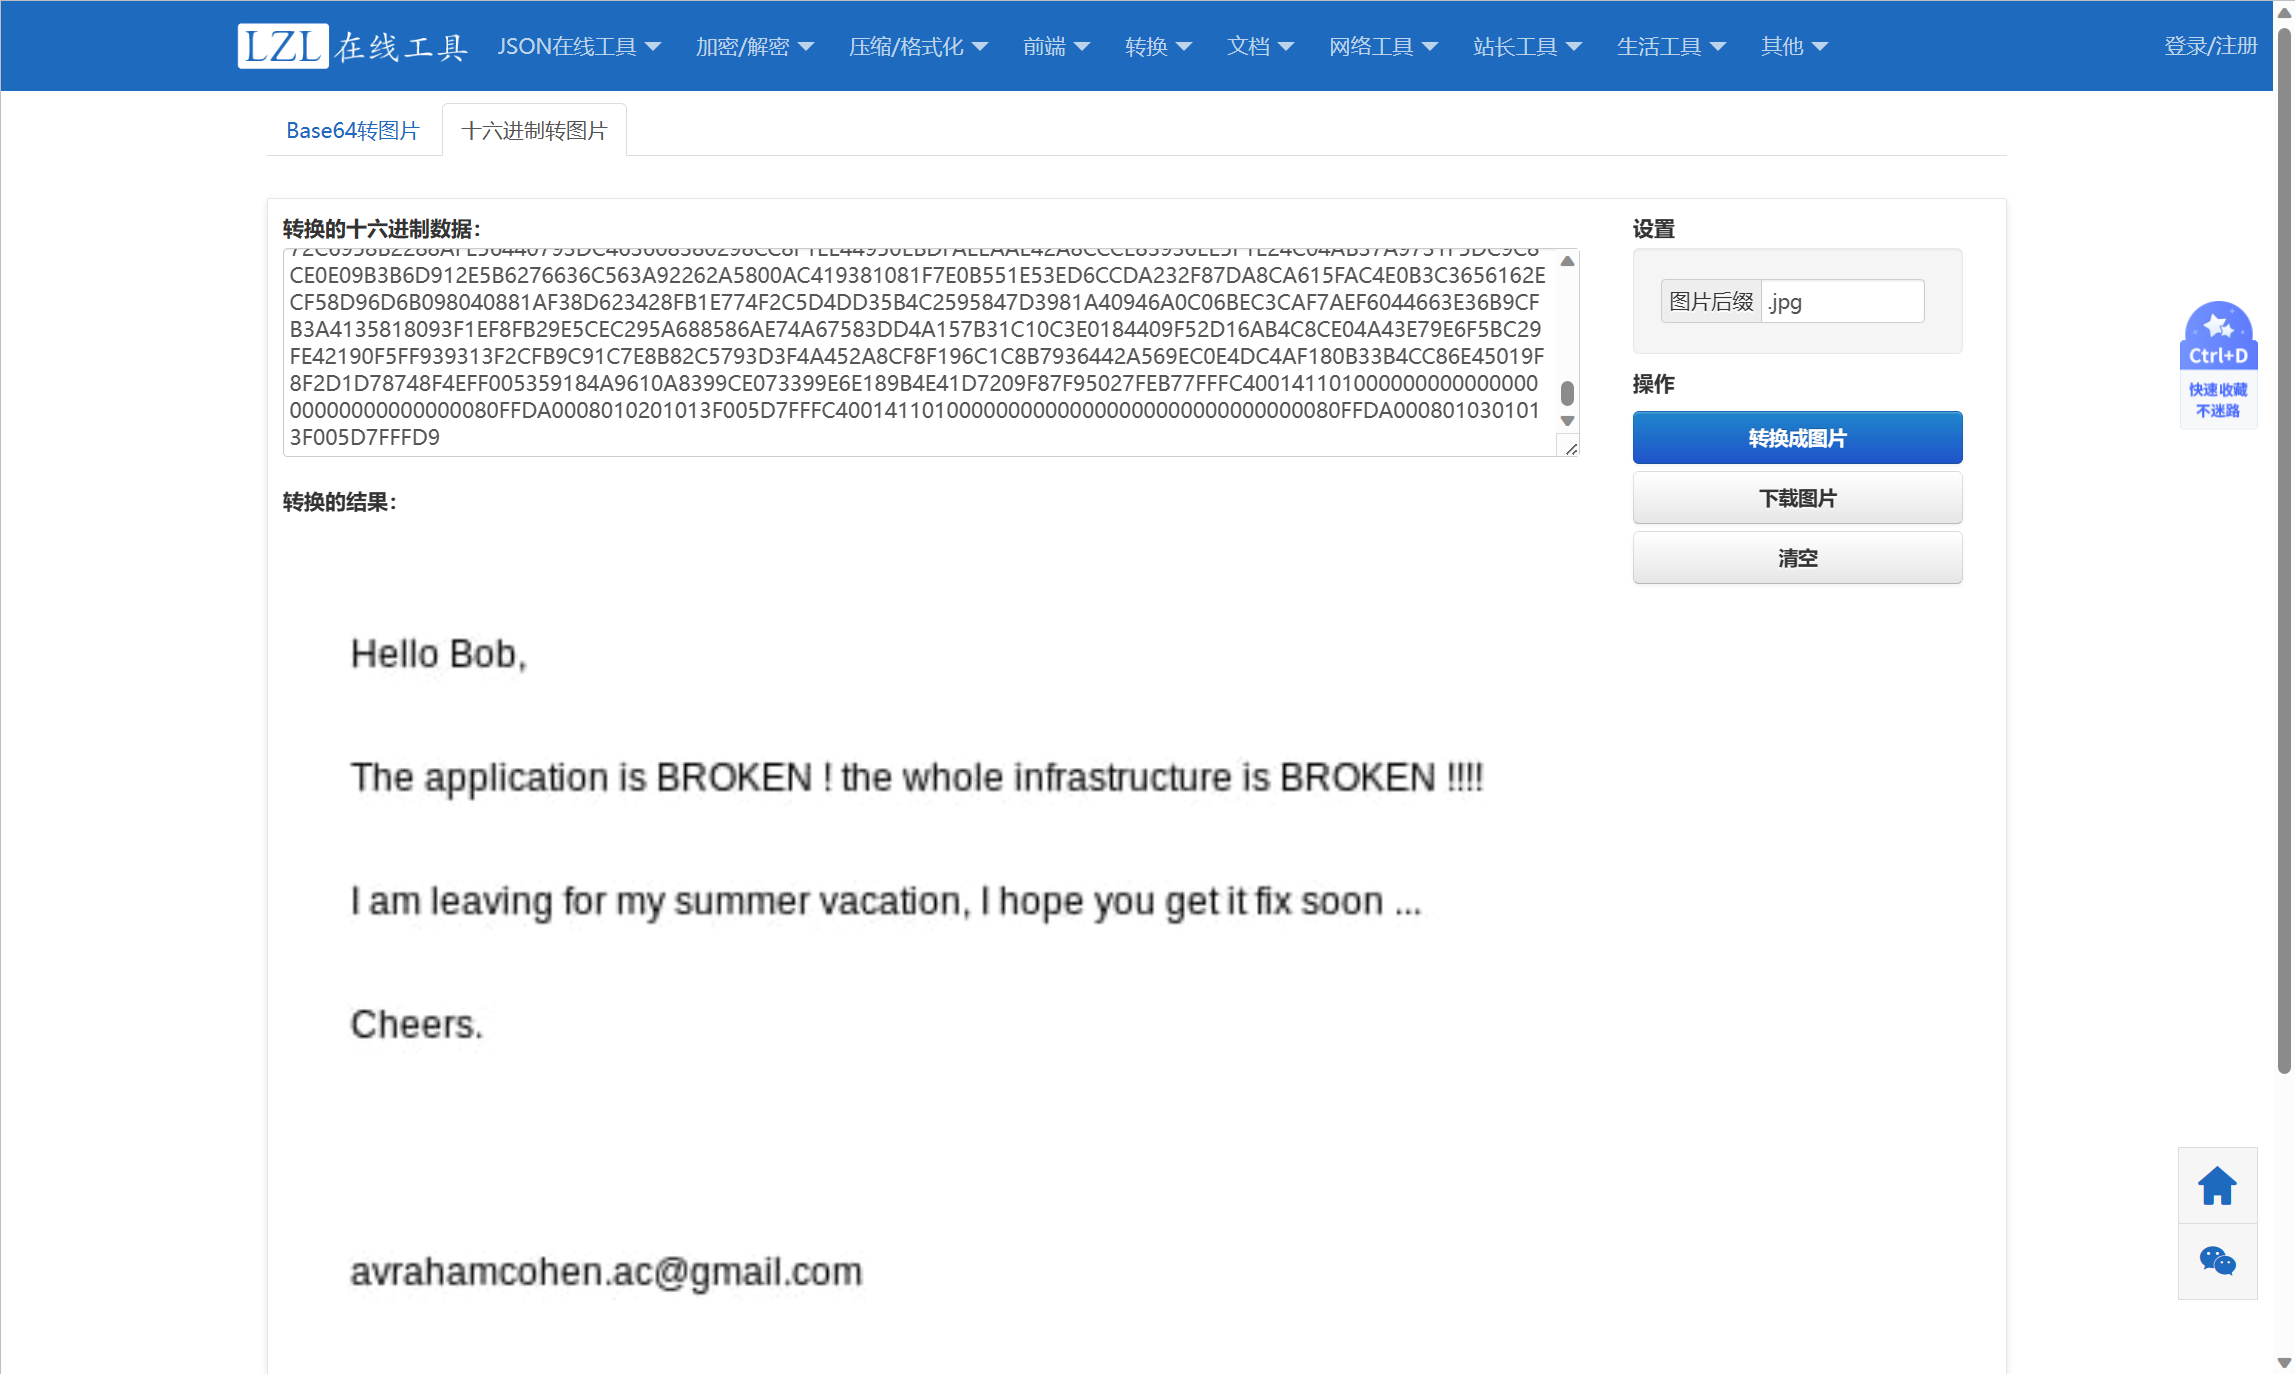 LZL在线工具 JSON在线工具 加密/解密 压缩/格式化 前端 转换 文档 网络工具 站长工具 生活工具 其他 登录/注册
Base64转图片 十六进制转图片
转换的十六进制数据：
CE0E09B3B6D912E5B6276636C563A92262A5800AC419381081F7E0B551E53ED6CCDA232F87DA8CA615FAC4E0B3C3656162E
CF58D96D6B098040881AF38D623428FB1E774F2C5D4DD35B4C2595847D3981A40946A0C06BEC3CAF7AEF6044663E36B9CF
B3A4135818093F1EF8FB29E5CEC295A688586AE74A67583DD4A157B31C10C3E0184409F52D16AB4C8CE04A43E79E6F5BC29
FE42190F5FF939313F2CFB9C91C7E8B82C5793D3F4A452A8CF8F196C1C8B7936442A569EC0E4DC4AF180B33B4CC86E45019F
8F2D1D78748F4EFF005359184A9610A8399CE073399E6E189B4E41D7209F87F95027FEB77FFFC4001411010000000000000000
00000000000000080FFDA0008010201013F005D7FFFC40014110100000000000000000000000000000080FFDA000801030101
3F005D7FFFD9
设置
图片后缀 .jpg
操作
转换成图片
下载图片
清空
转换的结果：
Hello Bob,
The application is BROKEN ! the whole infrastructure is BROKEN !!!!
I am leaving for my summer vacation, I hope you get it fix soon ...
Cheers.
avrahamcohen.ac@gmail.com
Ctrl+D
快速收藏
不迷路